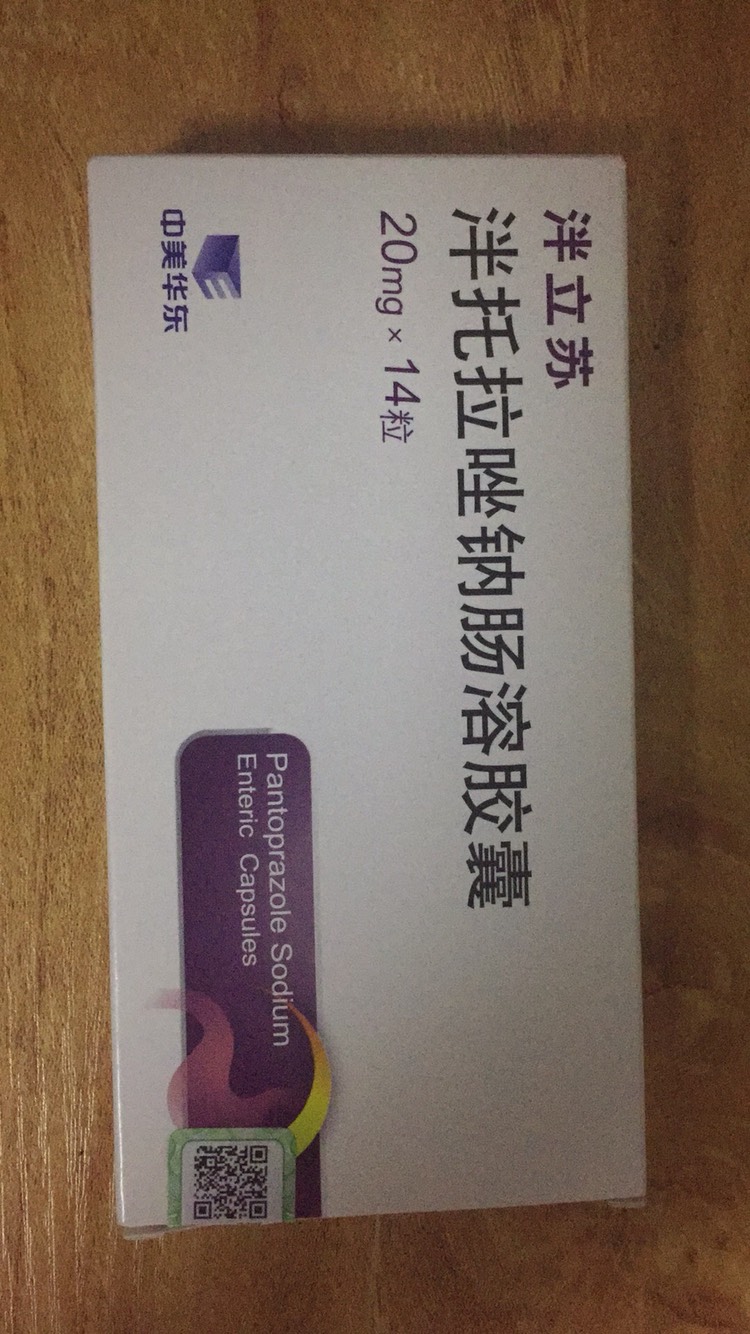 泮立苏
泮托拉唑钠肠溶胶囊
20mg×14粒
Pantoprazole Sodium
Enteric Capsules
中美华东